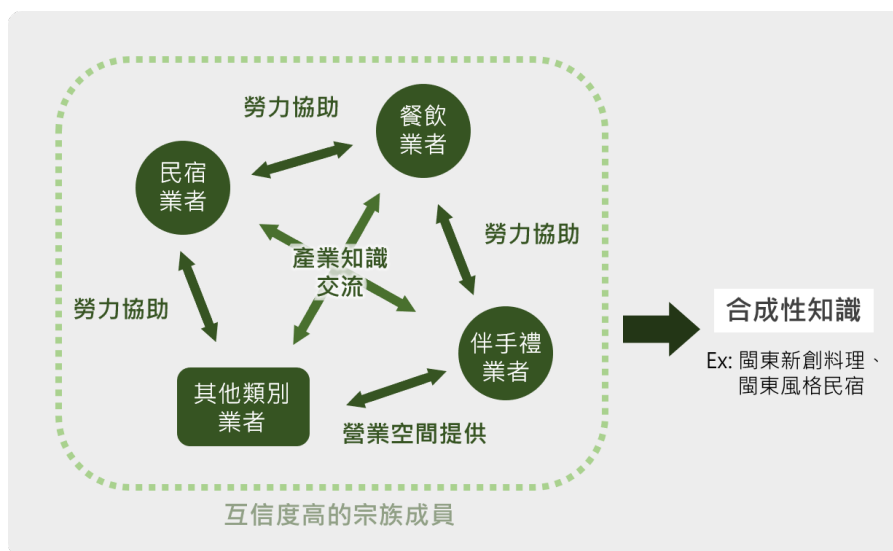 勞力協助
餐飲
業者
民宿
業者
勞力協助
產業知識
交流
勞力協助
合成性知識
伴手禮
業者
Ex: 閩東新創料理、
閩東風格民宿
其他類別
業者
營業空間提供
互信度高的宗族成員